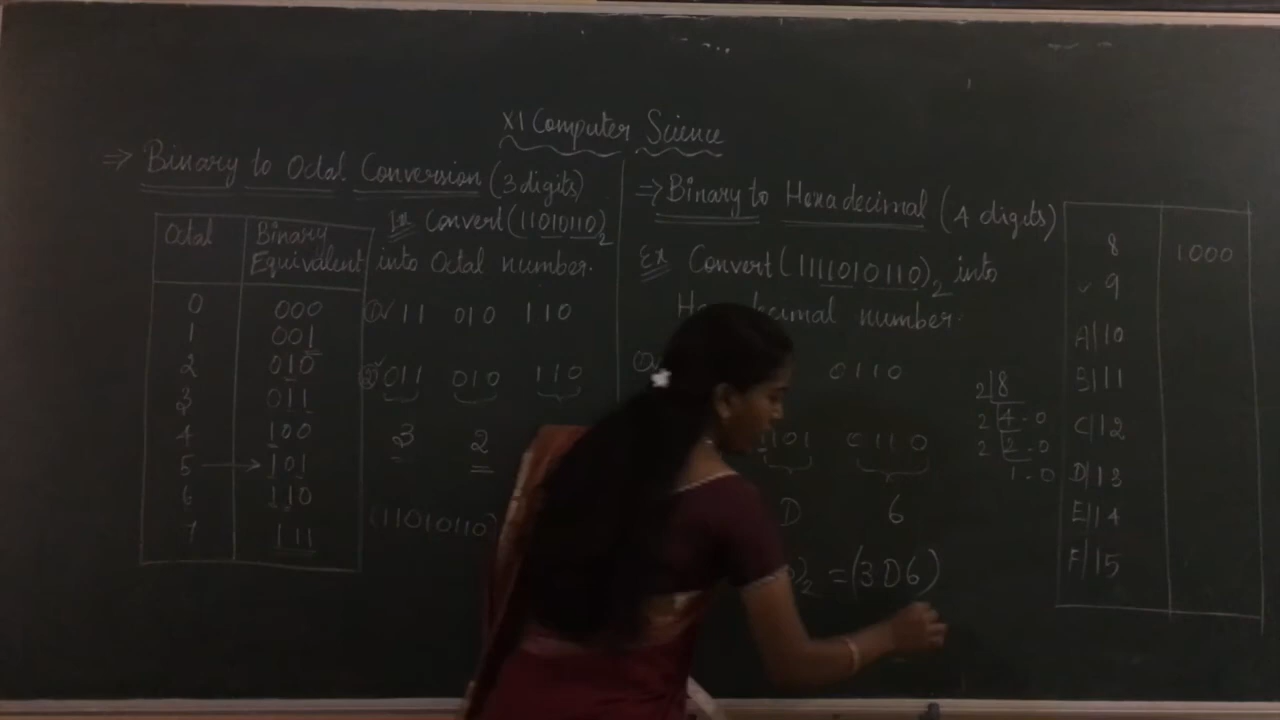 XI Computer Science
⇒ Binary to Octal Conversion (3 digits)
Octal Binary Equivalent
0 000
1 001
2 010
3 011
4 100
5 → 101
6 110
7 111
Ex Convert (11010110)2
into Octal number.
① 11 010 110
② 011 010 110
3 2
(11010110)
⇒ Binary to Hexadecimal (4 digits)
Ex Convert (1111010110)2 into
number.
0110
1101 0110
D 6
)2 = (3D6)
2 8
2 4 - 0
2 2 - 0
1 - 0
8 1000
9
A|10
5|11
C|12
D|13
E|14
F|15